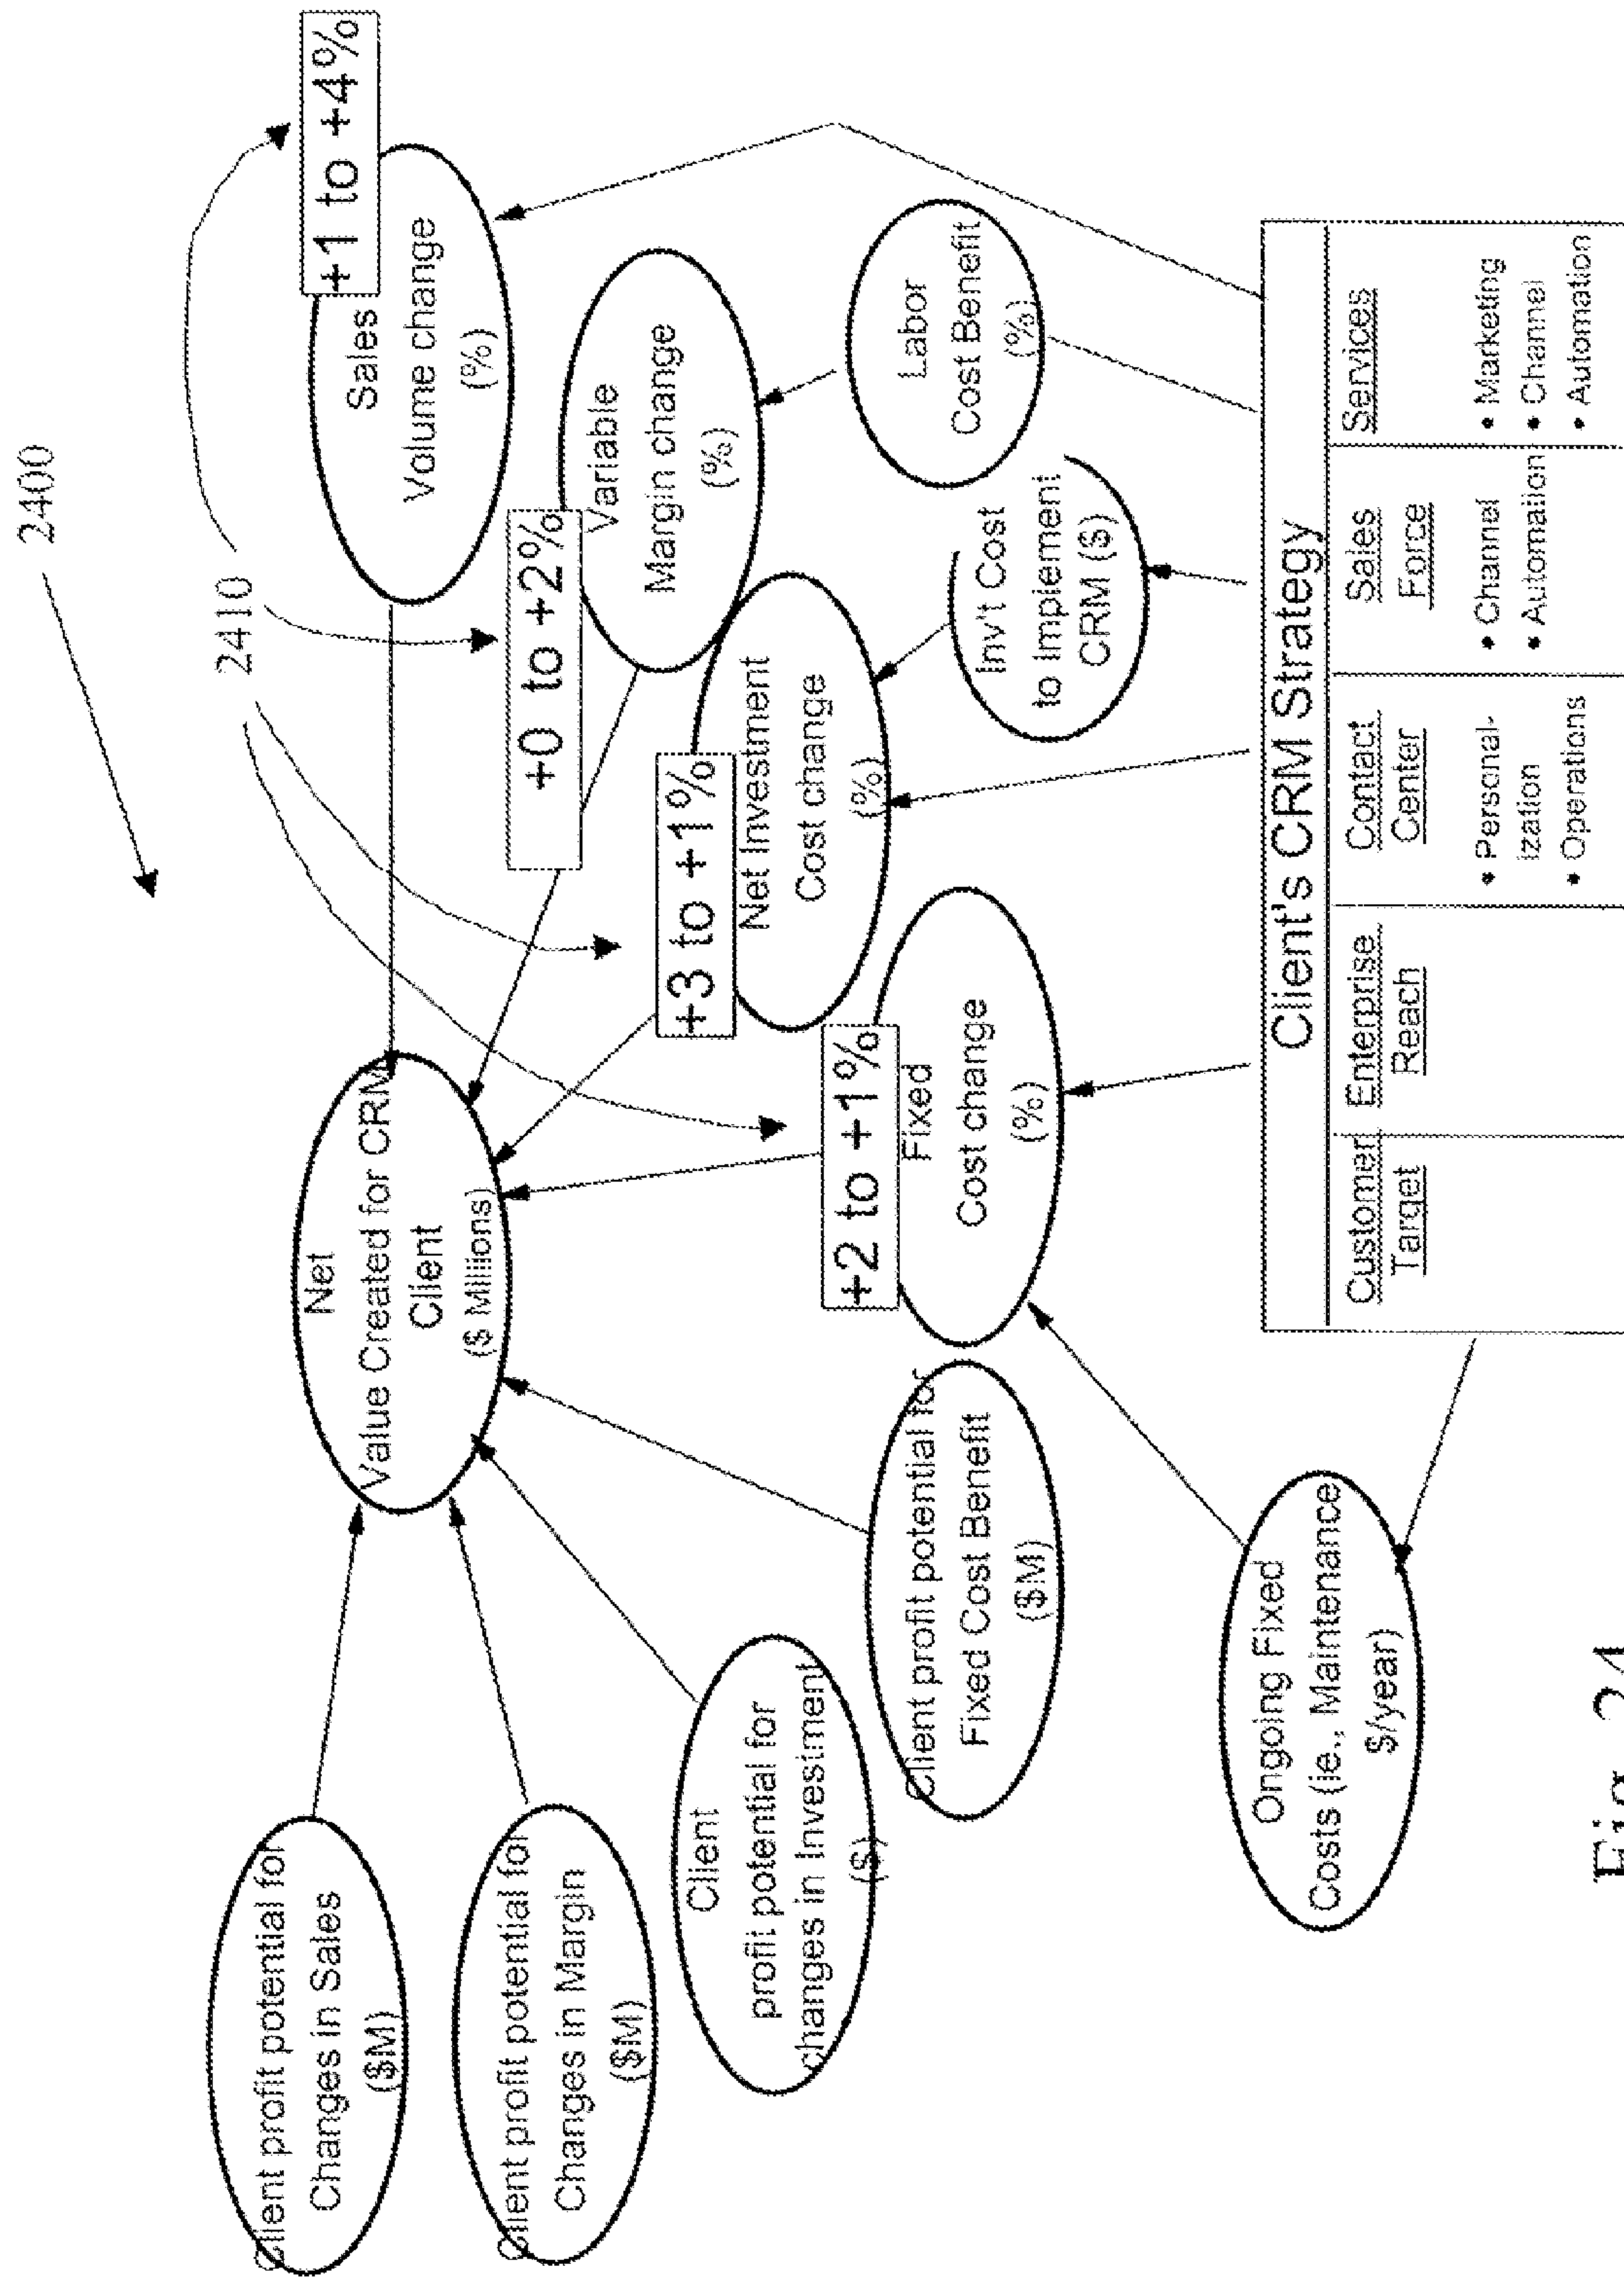 2400
2410
+1 to +4%
Sales
Volume change
(%)
+0 to +2%
Variable
Margin change
(%)
+3 to +1%
Net Investment
Cost change
(%)
+2 to +1%
Fixed
Cost change
(%)
Labor
Cost Benefit
(%)
Inv't Cost
to Implement
CRM ($)
Net
Value Created for CRM
Client
($ Millions)
Client profit potential for
Changes in Sales
($M)
Client profit potential for
Changes in Margin
($M)
Client
profit potential for
changes in Investment
($)
Client profit potential for
Fixed Cost Benefit
($M)
Ongoing Fixed
Costs (ie., Maintenance
$/year)
Client's CRM Strategy
Customer
Target
Enterprise
Reach
Contact
Center
• Personal-
ization
• Operations
Sales
Force
• Channel
• Automation
Services
• Marketing
• Channel
• Automation
Fig. 24